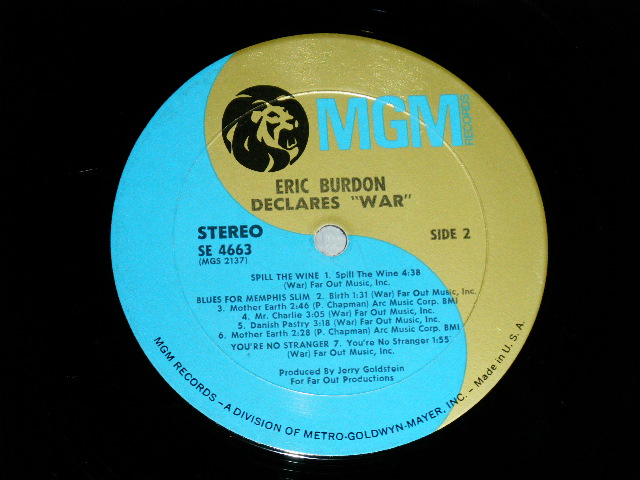 MGM
RECORDS
ERIC BURDON
DECLARES "WAR"
STEREO
SE 4663
(MGS 2137)
SIDE 2
SPILL THE WINE 1. Spill The Wine 4:38
(War) Far Out Music, Inc.
BLUES FOR MEMPHIS SLIM 2. Birth 1:31 (War) Far Out Music, Inc.
3. Mother Earth 2:46 (P. Chapman) Arc Music Corp. BMI
4. Mr. Charlie 3:05 (War) Far Out Music, Inc.
5. Danish Pastry 3:18 (War) Far Out Music, Inc.
6. Mother Earth 2:28 (P. Chapman) Arc Music Corp. BMI
YOU'RE NO STRANGER 7. You're No Stranger 1:55
(War) Far Out Music, Inc.
Produced By Jerry Goldstein
For Far Out Productions
MGM RECORDS – A DIVISION OF METRO-GOLDWYN-MAYER, INC. – Made in U. S. A.